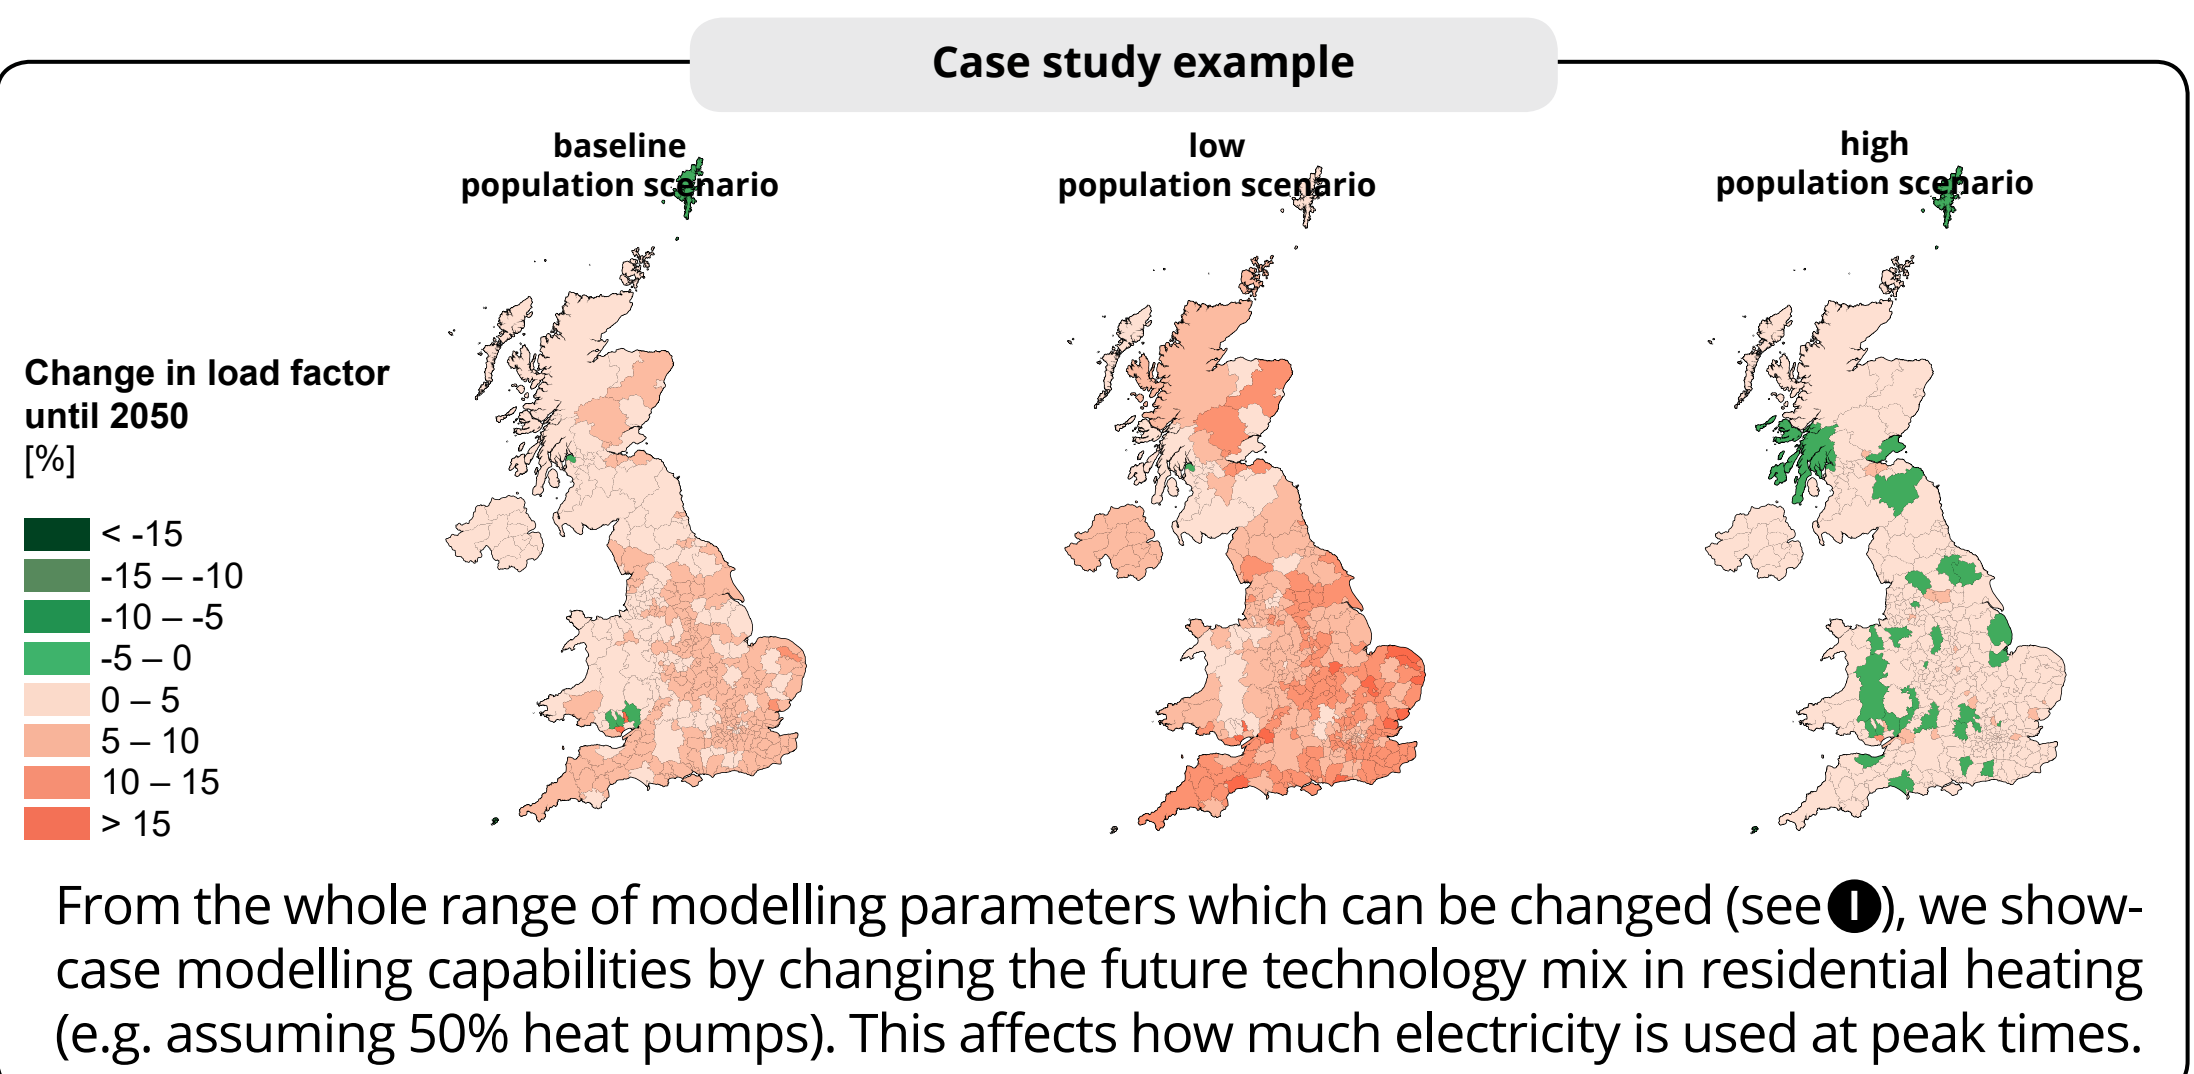 Case study example
baseline
population scenario
low
population scenario
high
population scenario
Change in load factor
until 2050
[%]
< -15
-15 – -10
-10 – -5
-5 – 0
0 – 5
5 – 10
10 – 15
> 15
From the whole range of modelling parameters which can be changed (see I), we show-
case modelling capabilities by changing the future technology mix in residential heating
(e.g. assuming 50% heat pumps). This affects how much electricity is used at peak times.